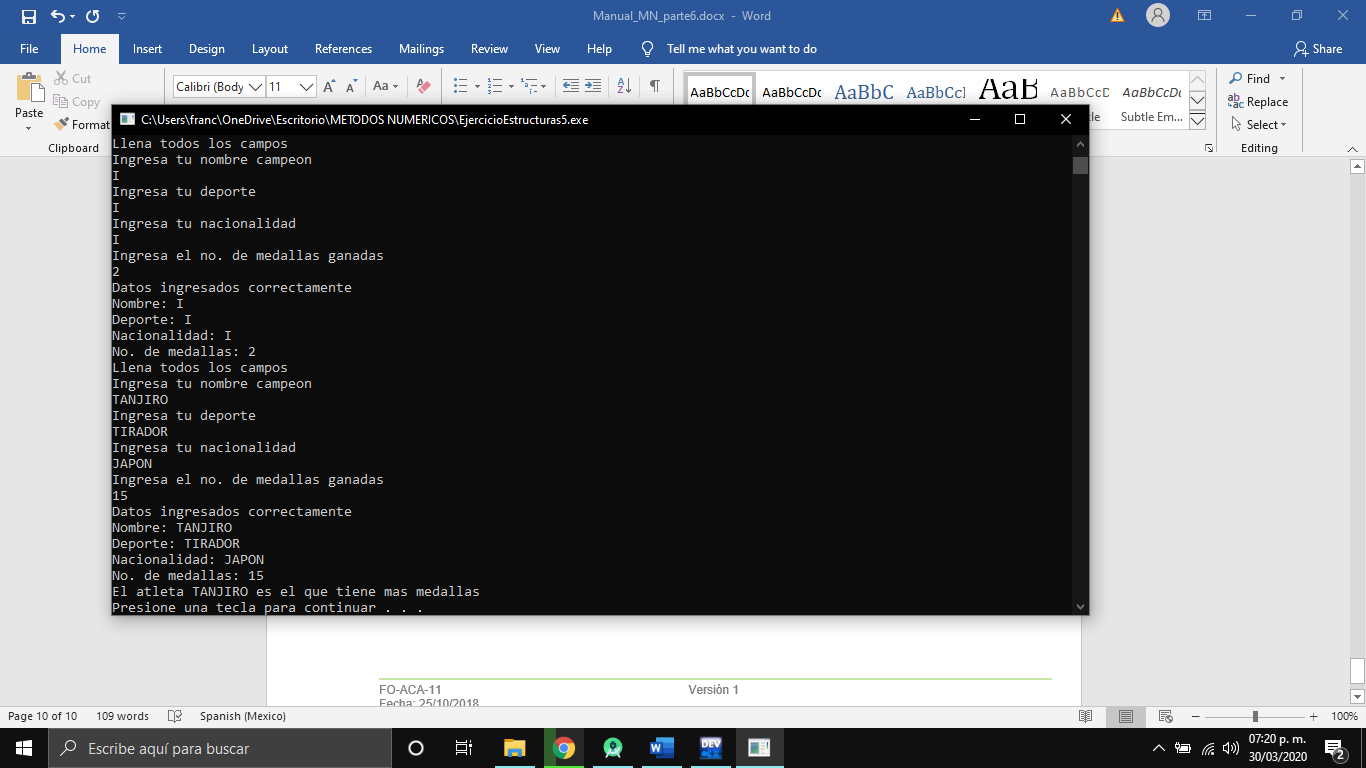 Manual_MN_parte6.docx - Word
File Home Insert Design Layout References Mailings Review View Help Tell me what you want to do Share
Cut
Copy
Format
Paste
Clipboard
Calibri (Body 11
Aa
AaBbCcDc AaBbCcDc AaBbC AaBbCcI AaB AaBbCcD AaBbCcDc
Subtle Em...
Find
Replace
Select
Editing
C:\Users\franc\OneDrive\Escritorio\METODOS NUMERICOS\EjercicioEstructuras5.exe
Llena todos los campos
Ingresa tu nombre campeon
I
Ingresa tu deporte
I
Ingresa tu nacionalidad
I
Ingresa el no. de medallas ganadas
2
Datos ingresados correctamente
Nombre: I
Deporte: I
Nacionalidad: I
No. de medallas: 2
Llena todos los campos
Ingresa tu nombre campeon
TANJIRO
Ingresa tu deporte
TIRADOR
Ingresa tu nacionalidad
JAPON
Ingresa el no. de medallas ganadas
15
Datos ingresados correctamente
Nombre: TANJIRO
Deporte: TIRADOR
Nacionalidad: JAPON
No. de medallas: 15
El atleta TANJIRO es el que tiene mas medallas
Presione una tecla para continuar . . .
FO-ACA-11 Versión 1
Fecha: 25/10/2018
Page 10 of 10 109 words Spanish (Mexico) 100%
Escribe aquí para buscar
DEV
07:20 p. m.
30/03/2020
2